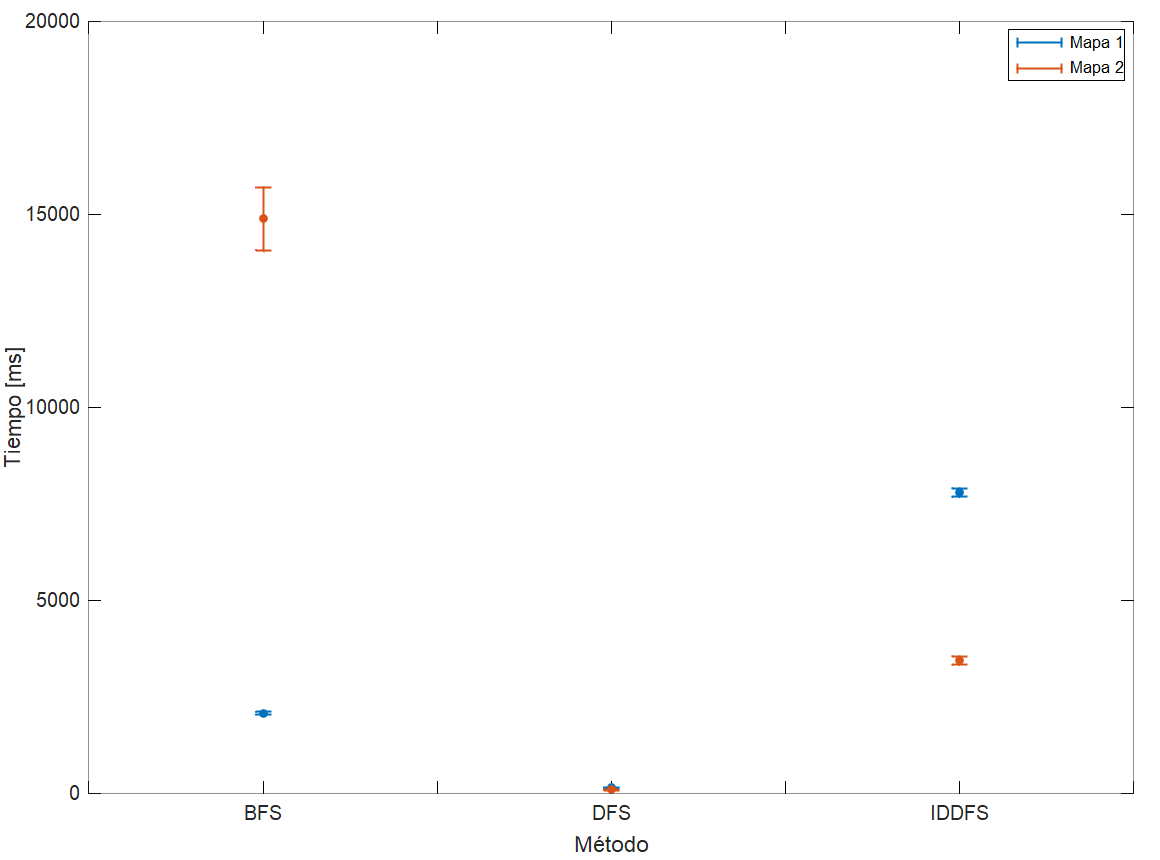 20000
15000
10000
5000
0
Tiempo [ms]
BFS
DFS
IDDFS
Método
Mapa 1
Mapa 2